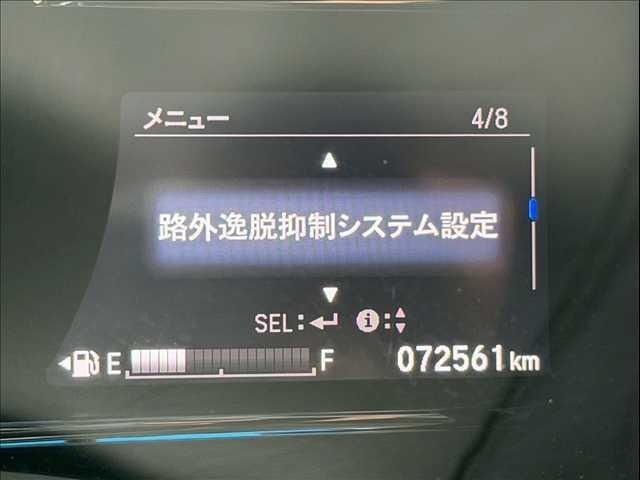 メニュー 4/8
▲
路外逸脱抑制システム設定
▼
SEL:↵ i:▲▼
E F 072561km